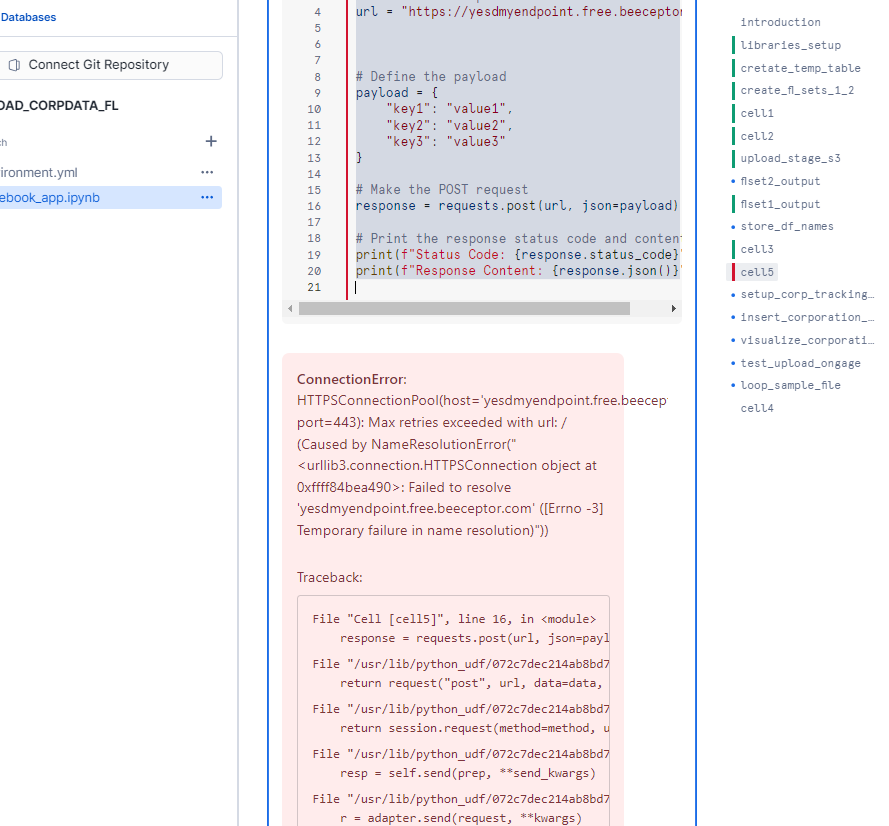 Databases
Connect Git Repository
OAD_CORPDATA_FL
ironment.yml
ebook_app.ipynb
4 url = "https://yesdmyendpoint.free.beeceptor
5
6
7
8 # Define the payload
9 payload = {
10 "key1": "value1",
11 "key2": "value2",
12 "key3": "value3"
13 }
14
15 # Make the POST request
16 response = requests.post(url, json=payload)
17
18 # Print the response status code and conten
19 print(f"Status Code: {response.status_code}"
20 print(f"Response Content: {response.json()}"
21
ConnectionError:
HTTPSConnectionPool(host='yesdmyendpoint.free.beecep
port=443): Max retries exceeded with url: /
(Caused by NameResolutionError("
<urllib3.connection.HTTPSConnection object at
0xffff84bea490>: Failed to resolve
'yesdmyendpoint.free.beeceptor.com' ([Errno -3]
Temporary failure in name resolution)"))
Traceback:
File "Cell [cell5]", line 16, in <module>
response = requests.post(url, json=payl
File "/usr/lib/python_udf/072c7dec214ab8bd7
return request("post", url, data=data,
File "/usr/lib/python_udf/072c7dec214ab8bd7
return session.request(method=method, u
File "/usr/lib/python_udf/072c7dec214ab8bd7
resp = self.send(prep, **send_kwargs)
File "/usr/lib/python_udf/072c7dec214ab8bd7
r = adapter.send(request, **kwargs)
introduction
libraries_setup
cretate_temp_table
create_fl_sets_1_2
cell1
cell2
upload_stage_s3
flset2_output
flset1_output
store_df_names
cell3
cell5
setup_corp_tracking…
insert_corporation_…
visualize_corporati…
test_upload_ongage
loop_sample_file
cell4